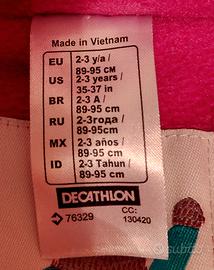 Made in Vietnam
EU 2-3 y/a /
89-95 cm
US 2-3 years /
35-37 in
BR 2-3 A /
89-95 cm
RU 2-3года /
89-95см
MX 2-3 años /
89-95 cm
ID 2-3 Tahun /
89-95 cm
DECATHLON
76329 CC:
130420
subito